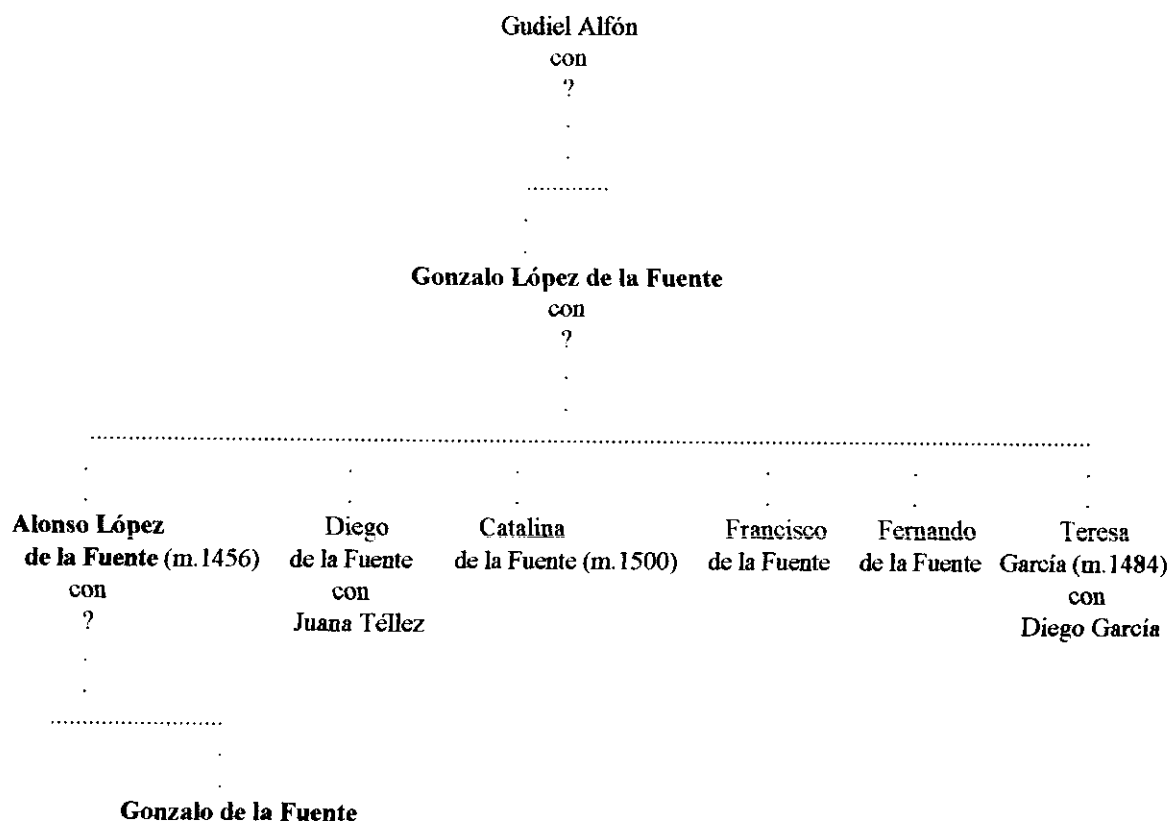 Gudiel Alfón
con
?
Gonzalo López de la Fuente
con
?
Alonso López
de la Fuente (m.1456)
con
?
Diego
de la Fuente
con
Juana Téllez
Catalina
de la Fuente (m.1500)
Francisco
de la Fuente
Fernando
de la Fuente
Teresa
García (m.1484)
con
Diego García
Gonzalo de la Fuente